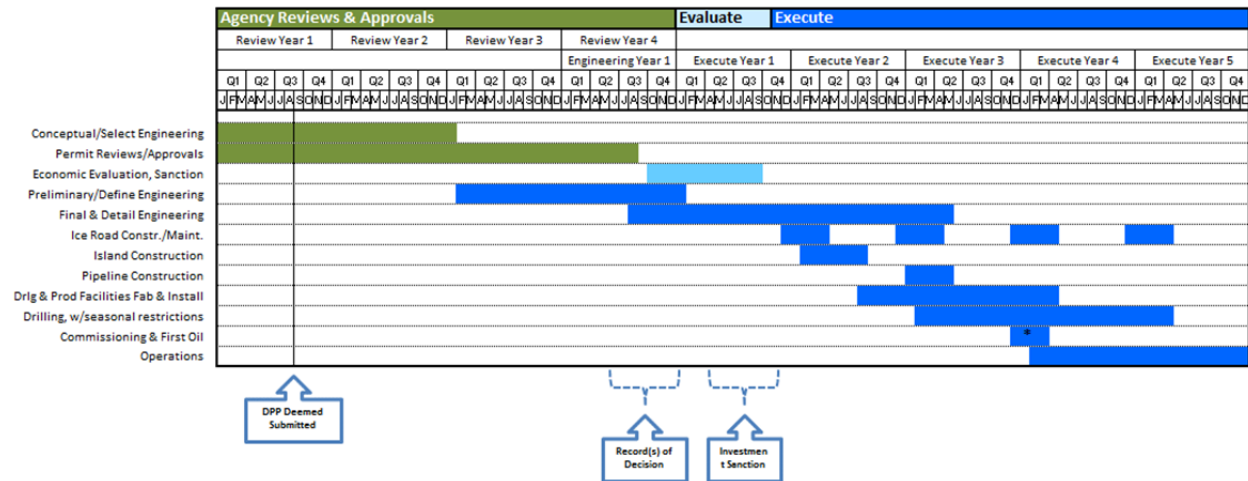 Agency Reviews & Approvals Evaluate Execute
Review Year 1 Review Year 2 Review Year 3 Review Year 4
Engineering Year 1 Execute Year 1 Execute Year 2 Execute Year 3 Execute Year 4 Execute Year 5
Q1 Q2 Q3 Q4 Q1 Q2 Q3 Q4 Q1 Q2 Q3 Q4 Q1 Q2 Q3 Q4 Q1 Q2 Q3 Q4 Q1 Q2 Q3 Q4 Q1 Q2 Q3 Q4 Q1 Q2 Q3 Q4 Q1 Q2 Q3 Q4
J F M A M J J A S O N D J F M A M J J A S O N D J F M A M J J A S O N D J F M A M J J A S O N D J F M A M J J A S O N D J F M A M J J A S O N D J F M A M J J A S O N D J F M A M J J A S O N D J F M A M J J A S O N D
Conceptual/Select Engineering
Permit Reviews/Approvals
Economic Evaluation, Sanction
Preliminary/Define Engineering
Final & Detail Engineering
Ice Road Constr./Maint.
Island Construction
Pipeline Construction
Drlg & Prod Facilities Fab & Install
Drilling, w/seasonal restrictions
Commissioning & First Oil *
Operations
DPP Deemed
Submitted
Record(s) of
Decision
Investmen
t Sanction